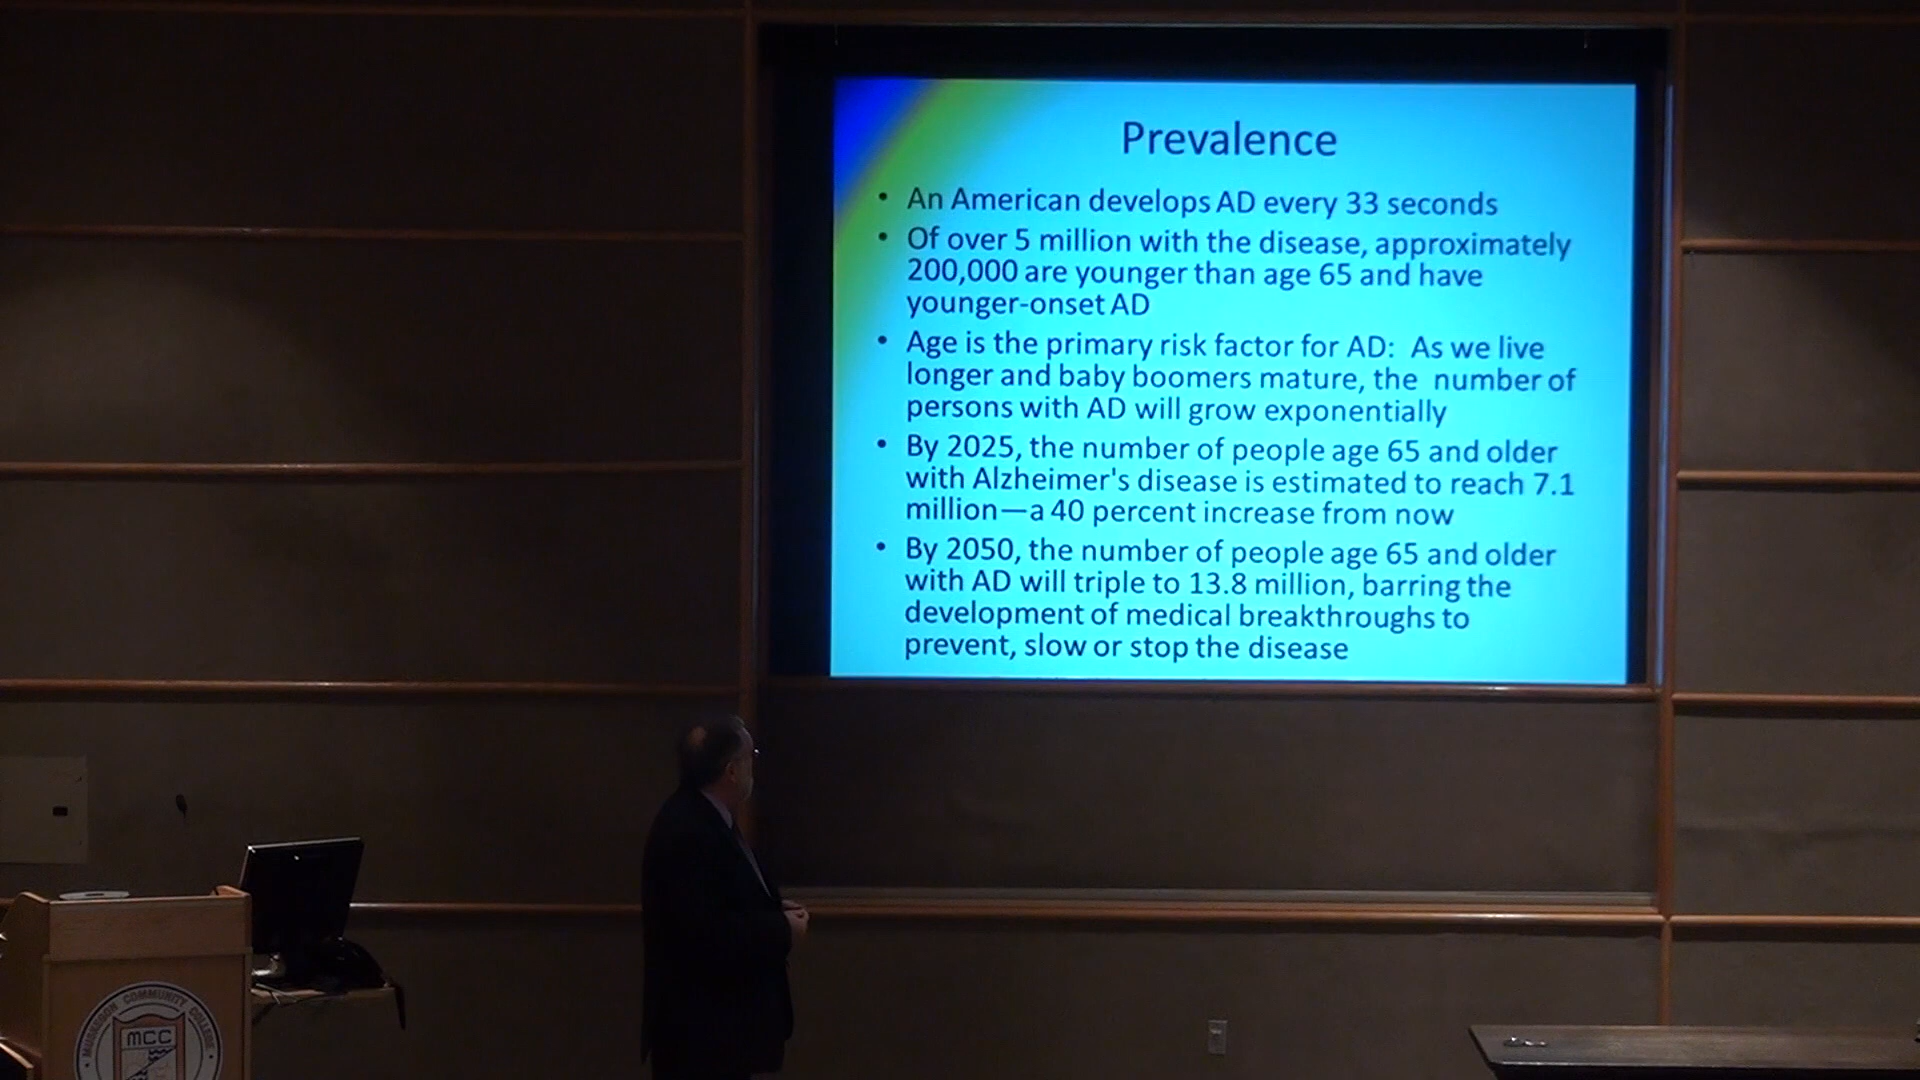 Prevalence
• An American develops AD every 33 seconds
• Of over 5 million with the disease, approximately
200,000 are younger than age 65 and have
younger-onset AD
• Age is the primary risk factor for AD:  As we live
longer and baby boomers mature, the  number of
persons with AD will grow exponentially
• By 2025, the number of people age 65 and older
with Alzheimer's disease is estimated to reach 7.1
million—a 40 percent increase from now
• By 2050, the number of people age 65 and older
with AD will triple to 13.8 million, barring the
development of medical breakthroughs to
prevent, slow or stop the disease
MUSKEGON COMMUNITY COLLEGE
MCC